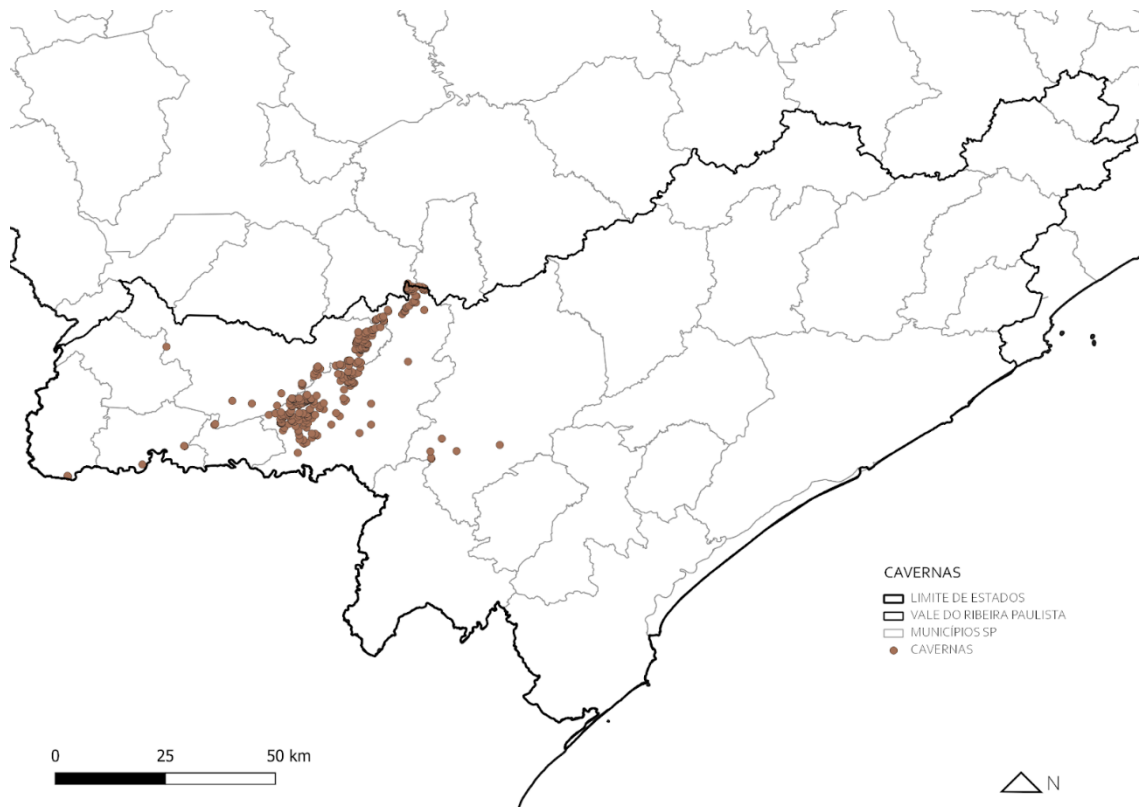 CAVERNAS
LIMITE DE ESTADOS
VALE DO RIBEIRA PAULISTA
MUNICÍPIOS SP
CAVERNAS
0 25 50 km
N